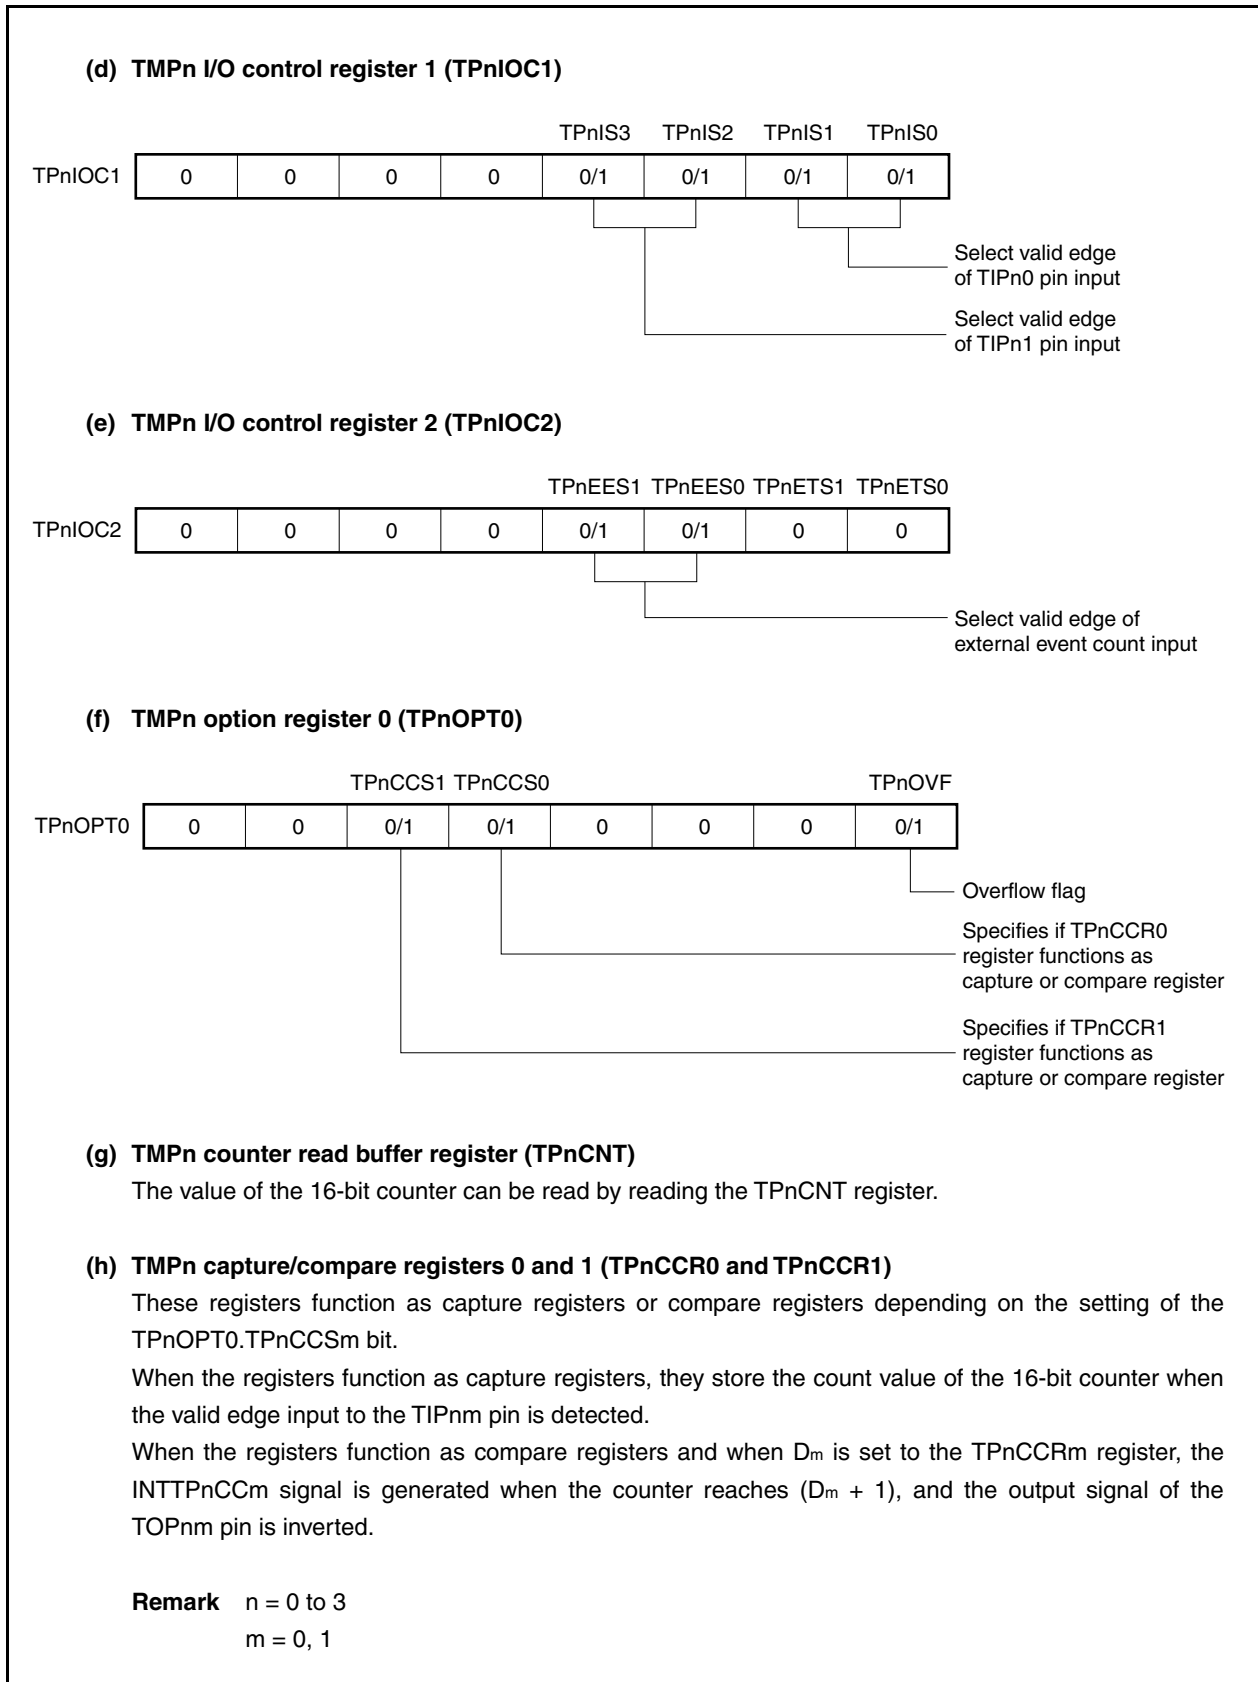 (d) TMPn I/O control register 1 (TPnIOC1)
TPnIS3 TPnIS2 TPnIS1 TPnIS0
TPnIOC1 0 0 0 0 0/1 0/1 0/1 0/1
Select valid edge
of TIPn0 pin input
Select valid edge
of TIPn1 pin input
(e) TMPn I/O control register 2 (TPnIOC2)
TPnEES1 TPnEES0 TPnETS1 TPnETS0
TPnIOC2 0 0 0 0 0/1 0/1 0 0
Select valid edge of
external event count input
(f) TMPn option register 0 (TPnOPT0)
TPnCCS1 TPnCCS0 TPnOVF
TPnOPT0 0 0 0/1 0/1 0 0 0 0/1
Overflow flag
Specifies if TPnCCR0
register functions as
capture or compare register
Specifies if TPnCCR1
register functions as
capture or compare register
(g) TMPn counter read buffer register (TPnCNT)
The value of the 16-bit counter can be read by reading the TPnCNT register.
(h) TMPn capture/compare registers 0 and 1 (TPnCCR0 and TPnCCR1)
These registers function as capture registers or compare registers depending on the setting of the
TPnOPT0.TPnCCSm bit.
When the registers function as capture registers, they store the count value of the 16-bit counter when
the valid edge input to the TIPnm pin is detected.
When the registers function as compare registers and when Dm is set to the TPnCCRm register, the
INTTPnCCm signal is generated when the counter reaches (Dm + 1), and the output signal of the
TOPnm pin is inverted.
Remark n = 0 to 3
m = 0, 1